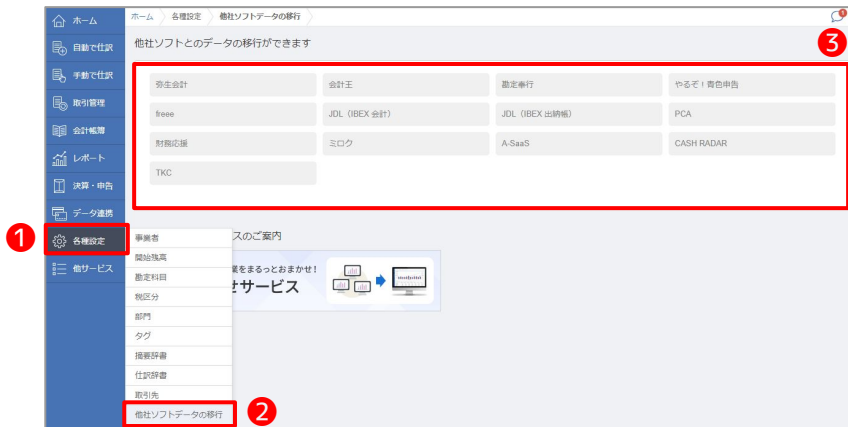 ホーム 各種設定 他社ソフトデータの移行
他社ソフトとのデータの移行ができます
3
ホーム
自動で仕訳
手動で仕訳
取引管理
会計帳簿
レポート
決算・申告
データ連携
1
各種設定
他サービス
弥生会計 会計王 勘定奉行 やるぞ！青色申告
freee JDL（IBEX 会計） JDL（IBEX 出納帳） PCA
財務応援 ミロク A-SaaS CASH RADAR
TKC
事業者
開始残高
勘定科目
税区分
部門
タグ
摘要辞書
仕訳辞書
取引先
他社ソフトデータの移行
2
スのご案内
業をまるっとおまかせ！
せサービス